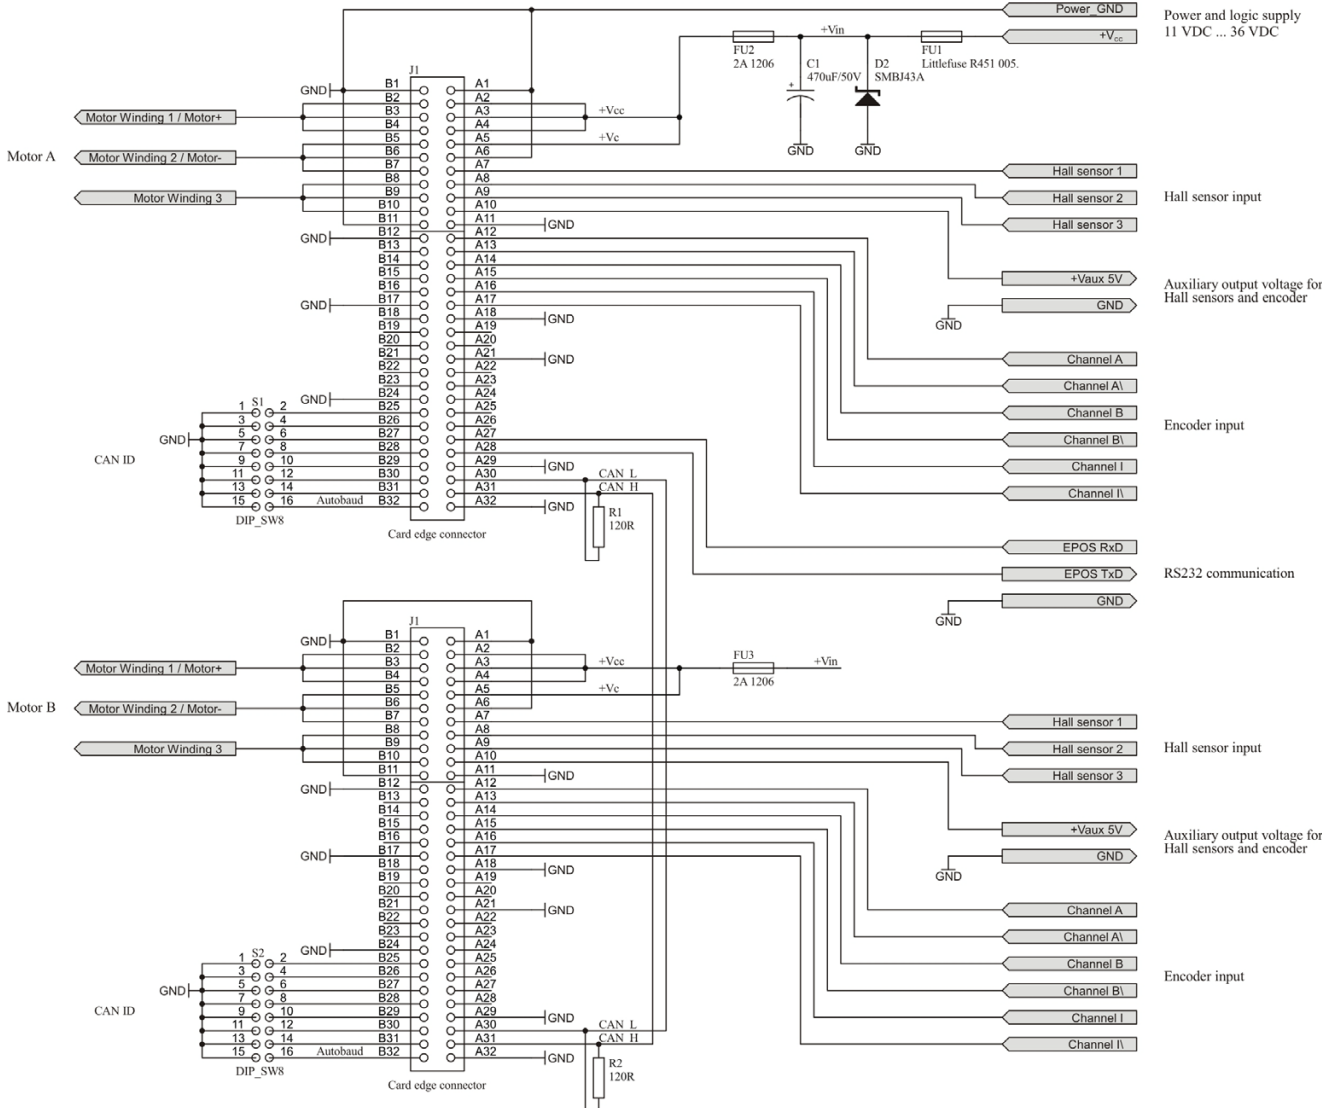 Power_GND
Power and logic supply
11 VDC ... 36 VDC
+Vin
+Vcc
FU2
2A 1206
C1
470uF/50V
+
D2
SMBJ43A
FU1
Littlefuse R451 005.
GND
GND
J1
GND
B1 A1
B2 A2
B3 A3
B4 A4
B5 A5
B6 A6
B7 A7
B8 A8
B9 A9
B10 A10
B11 A11
B12 A12
B13 A13
B14 A14
B15 A15
B16 A16
B17 A17
B18 A18
B19 A19
B20 A20
B21 A21
B22 A22
B23 A23
B24 A24
B25 A25
B26 A26
B27 A27
B28 A28
B29 A29
B30 A30
B31 A31
B32 A32
+Vcc
+Vc
Motor A
Motor Winding 1 / Motor+
Motor Winding 2 / Motor-
Motor Winding 3
GND
GND
GND
GND
GND
GND
GND
GND
Hall sensor 1
Hall sensor 2
Hall sensor 3
Hall sensor input
+Vaux 5V
GND
GND
Auxiliary output voltage for
Hall sensors and encoder
Channel A
Channel A\
Channel B
Channel B\
Channel I
Channel I\
Encoder input
S1
1 2
3 4
5 6
7 8
9 10
11 12
13 14
15 16
GND
CAN ID
Autobaud
DIP_SW8
Card edge connector
CAN_L
CAN_H
R1
120R
EPOS RxD
EPOS TxD
GND
GND
RS232 communication
J1
GND
B1 A1
B2 A2
B3 A3
B4 A4
B5 A5
B6 A6
B7 A7
B8 A8
B9 A9
B10 A10
B11 A11
B12 A12
B13 A13
B14 A14
B15 A15
B16 A16
B17 A17
B18 A18
B19 A19
B20 A20
B21 A21
B22 A22
B23 A23
B24 A24
B25 A25
B26 A26
B27 A27
B28 A28
B29 A29
B30 A30
B31 A31
B32 A32
+Vcc
+Vc
FU3
2A 1206
+Vin
Motor B
Motor Winding 1 / Motor+
Motor Winding 2 / Motor-
Motor Winding 3
GND
GND
GND
GND
GND
GND
GND
GND
Hall sensor 1
Hall sensor 2
Hall sensor 3
Hall sensor input
+Vaux 5V
GND
GND
Auxiliary output voltage for
Hall sensors and encoder
Channel A
Channel A\
Channel B
Channel B\
Channel I
Channel I\
Encoder input
S2
1 2
3 4
5 6
7 8
9 10
11 12
13 14
15 16
GND
CAN ID
Autobaud
DIP_SW8
Card edge connector
CAN_L
CAN_H
R2
120R